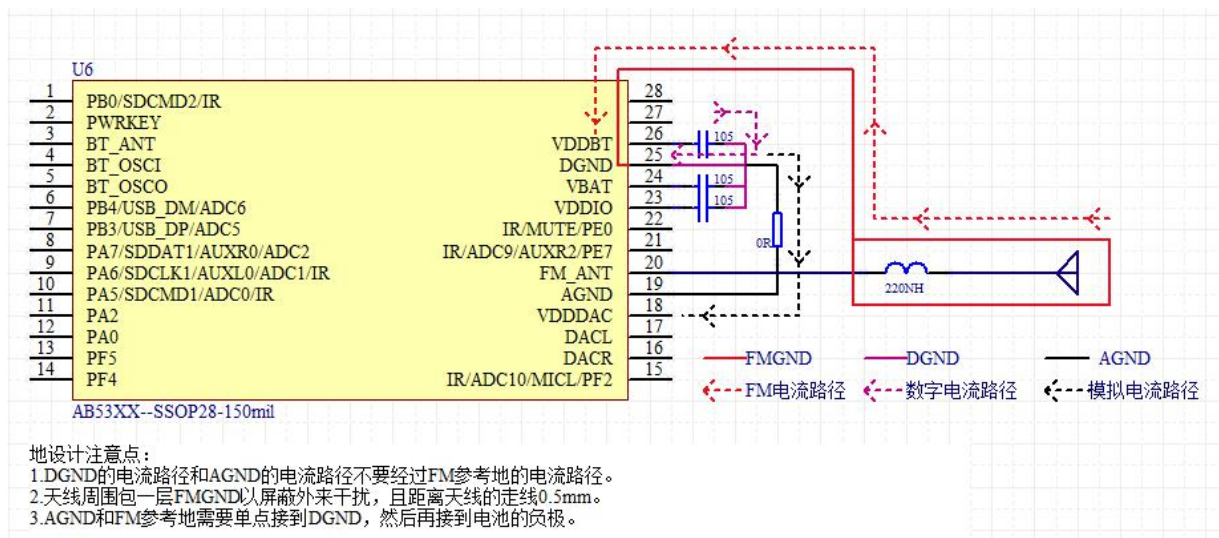 U6
1 PB0/SDCMD2/IR
2 PWRKEY
3 BT_ANT
4 BT_OSCI
5 BT_OSCO
6 PB4/USB_DM/ADC6
7 PB3/USB_DP/ADC5
8 PA7/SDDAT1/AUXR0/ADC2
9 PA6/SDCLK1/AUXL0/ADC1/IR
10 PA5/SDCMD1/ADC0/IR
11 PA2
12 PA0
13 PF5
14 PF4
28
27
VDDBT 26 105
DGND 25
VBAT 24 105
VDDIO 23 105
IR/MUTE/PE0 22
IR/ADC9/AUXR2/PE7 21
0R
FM_ANT 20
220NH
AGND 19
VDDDAC 18
DACL 17
DACR 16
IR/ADC10/MICL/PF2 15
AB53XX--SSOP28-150mil
FMGND DGND AGND
FM电流路径 数字电流路径 模拟电流路径
地设计注意点：
1.DGND的电流路径和AGND的电流路径不要经过FM参考地的电流路径。
2.天线周围包一层FMGND以屏蔽外来干扰，且距离天线的走线0.5mm。
3.AGND和FM参考地需要单点接到DGND，然后再接到电池的负极。